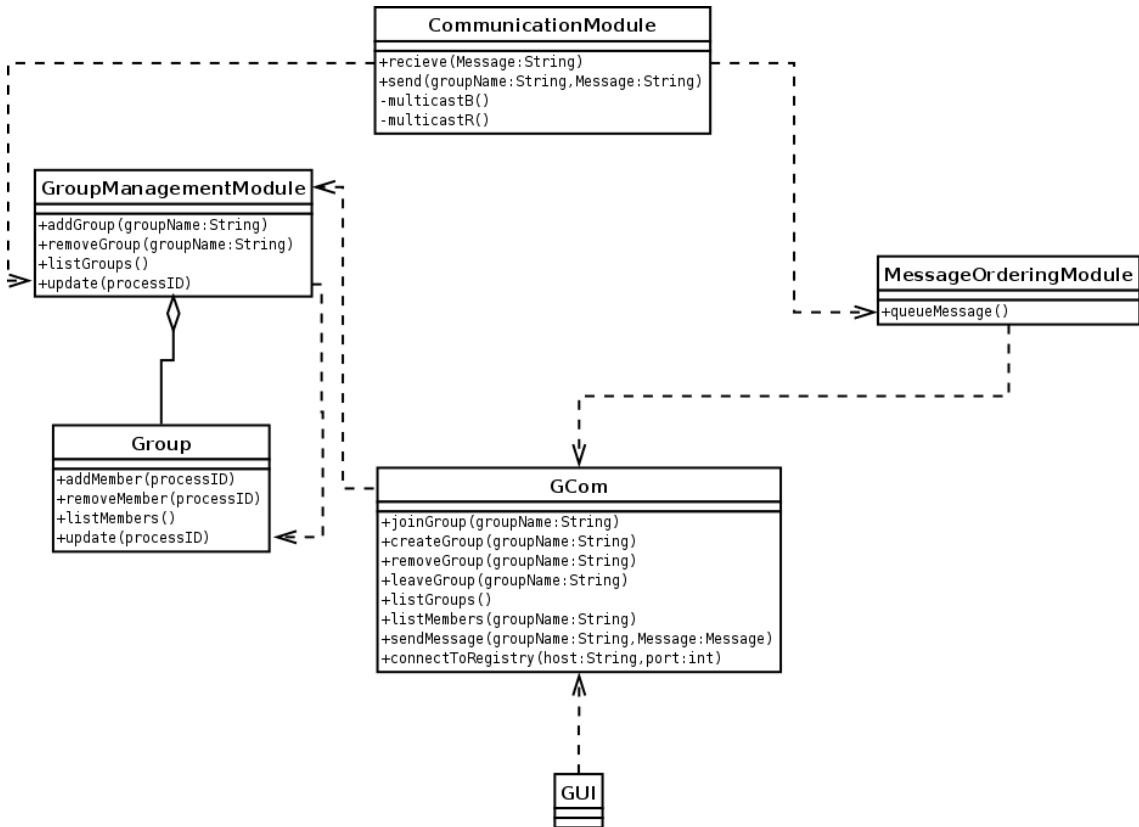 CommunicationModule
+recieve(Message:String)
+send(groupName:String,Message:String)
-multicastB()
-multicastR()
GroupManagementModule
+addGroup(groupName:String)
+removeGroup(groupName:String)
+listGroups()
+update(processID)
MessageOrderingModule
+queueMessage()
Group
+addMember(processID)
+removeMember(processID)
+listMembers()
+update(processID)
GCom
+joinGroup(groupName:String)
+createGroup(groupName:String)
+removeGroup(groupName:String)
+leaveGroup(groupName:String)
+listGroups()
+listMembers(groupName:String)
+sendMessage(groupName:String,Message:Message)
+connectToRegistry(host:String,port:int)
GUI